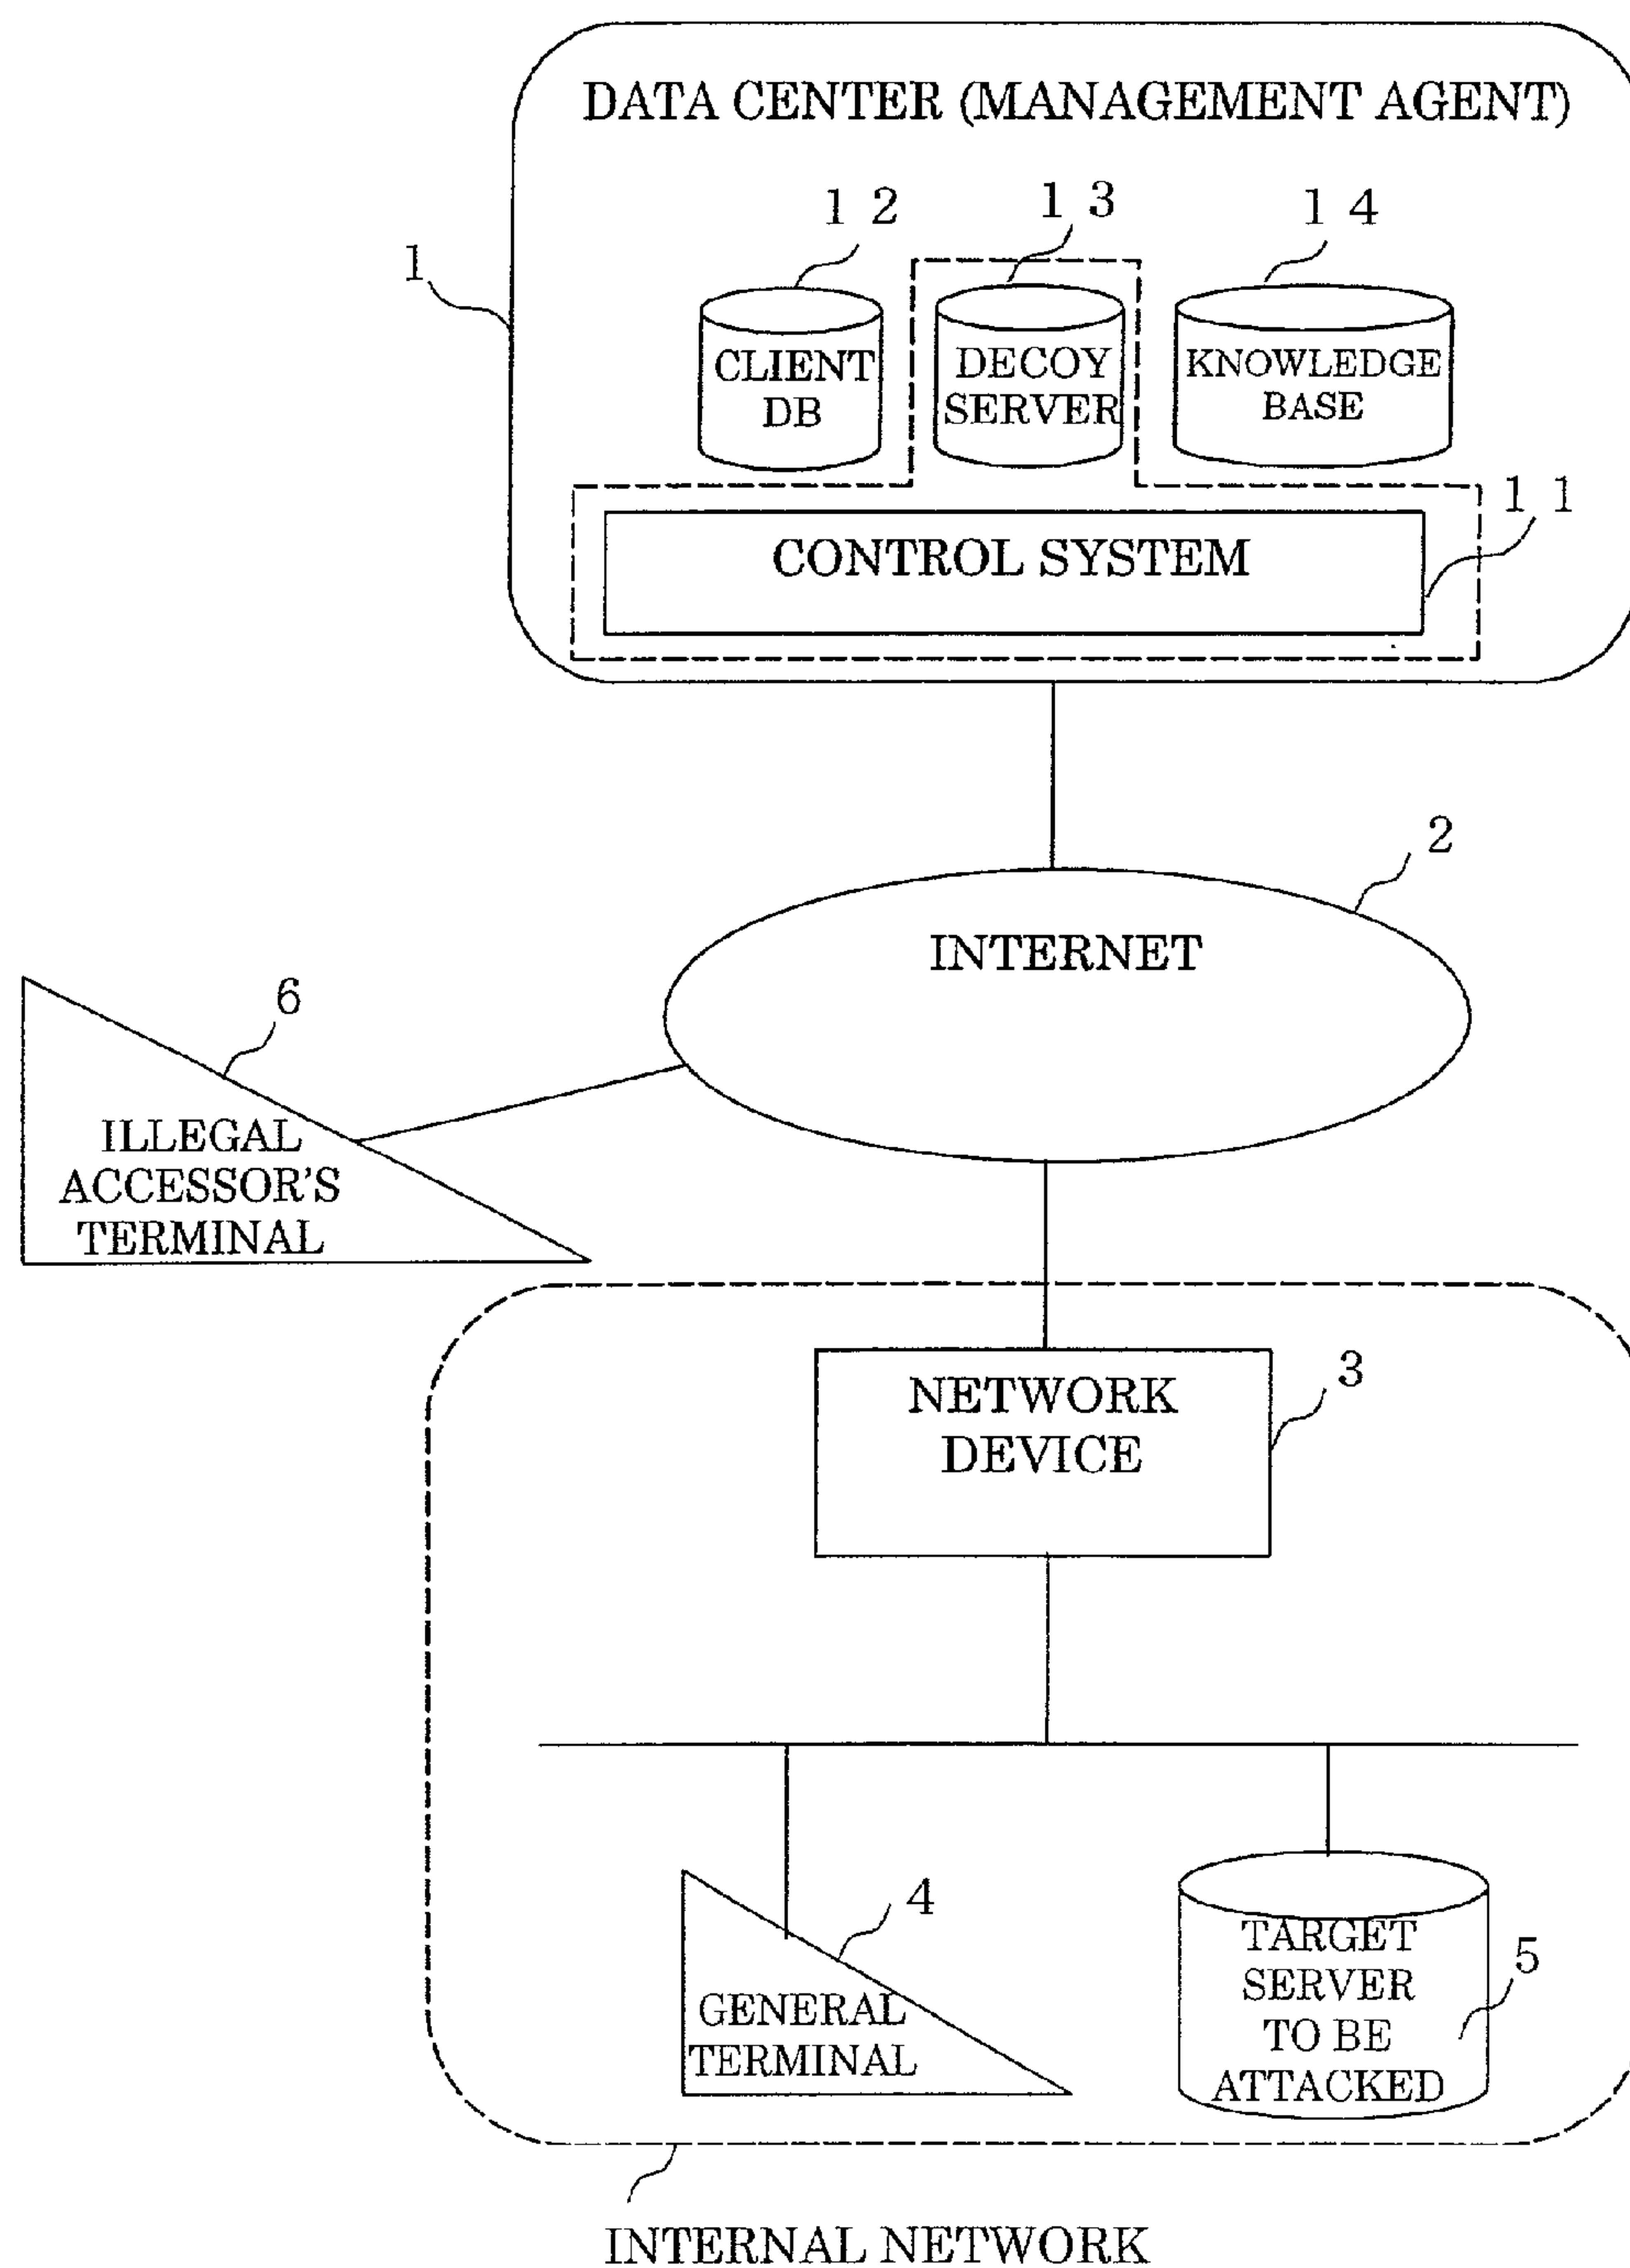 DATA CENTER (MANAGEMENT AGENT)
1 2
1 3
1 4
1
CLIENT
DB
DECOY
SERVER
KNOWLEDGE
BASE
1 1
CONTROL SYSTEM
2
INTERNET
6
ILLEGAL
ACCESSOR'S
TERMINAL
3
NETWORK
DEVICE
4
GENERAL
TERMINAL
5
TARGET
SERVER
TO BE
ATTACKED
INTERNAL NETWORK